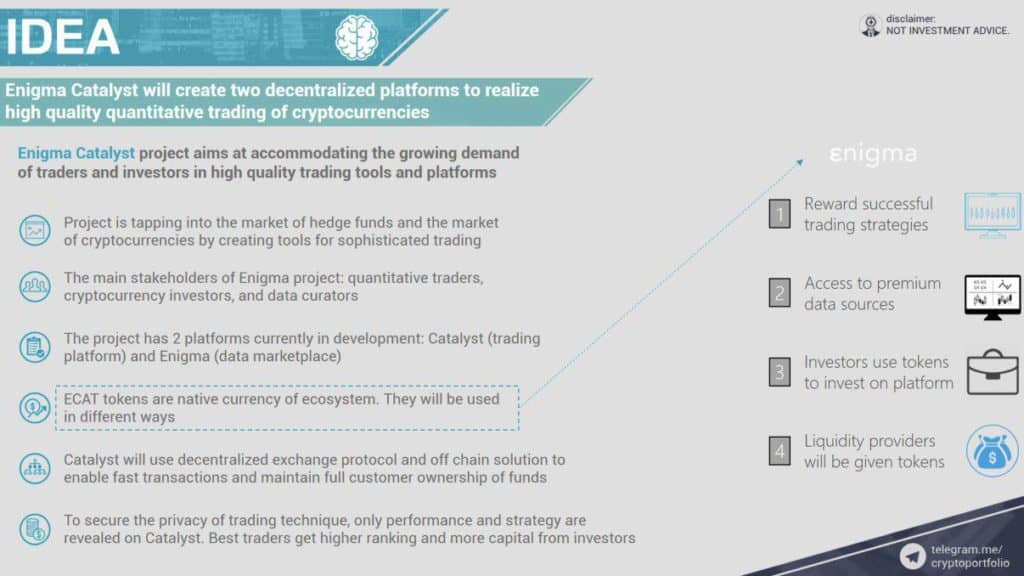 IDEA
disclaimer:
NOT INVESTMENT ADVICE.
Enigma Catalyst will create two decentralized platforms to realize
high quality quantitative trading of cryptocurrencies
Enigma Catalyst project aims at accommodating the growing demand
of traders and investors in high quality trading tools and platforms
Project is tapping into the market of hedge funds and the market
of cryptocurrencies by creating tools for sophisticated trading
The main stakeholders of Enigma project: quantitative traders,
cryptocurrency investors, and data curators
The project has 2 platforms currently in development: Catalyst (trading
platform) and Enigma (data marketplace)
ECAT tokens are native currency of ecosystem. They will be used
in different ways
Catalyst will use decentralized exchange protocol and off chain solution to
enable fast transactions and maintain full customer ownership of funds
To secure the privacy of trading technique, only performance and strategy are
revealed on Catalyst. Best traders get higher ranking and more capital from investors
εnigma
1 Reward successful
trading strategies
2 Access to premium
data sources
3 Investors use tokens
to invest on platform
4 Liquidity providers
will be given tokens
telegram.me/
cryptoportfolio